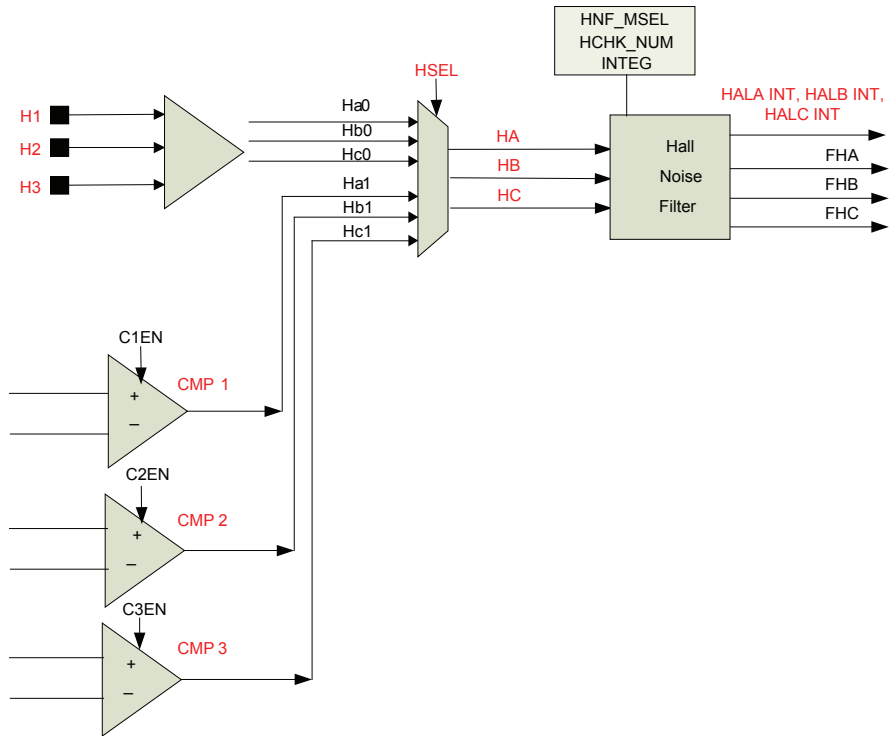 HNF_MSEL
HCHK_NUM
INTEG
HSEL
HALA INT, HALB INT,
HALC INT
H1
H2
H3
Ha0
Hb0
Hc0
Ha1
Hb1
Hc1
HA
HB
HC
Hall
Noise
Filter
FHA
FHB
FHC
C1EN
CMP 1
+
–
C2EN
CMP 2
+
–
C3EN
CMP 3
+
–